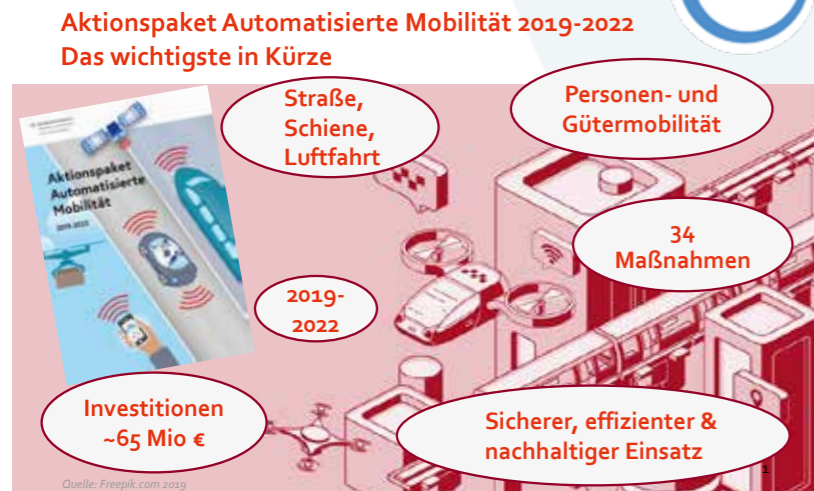 Aktionspaket Automatisierte Mobilität 2019-2022
Das wichtigste in Kürze
Straße,
Schiene,
Luftfahrt
Personen- und
Gütermobilität
Aktionspaket
Automatisierte
Mobilität
2019-2022
34
Maßnahmen
2019-
2022
Investitionen
~65 Mio €
Sicherer, effizienter &
nachhaltiger Einsatz
1
Quelle: Freepik.com 2019